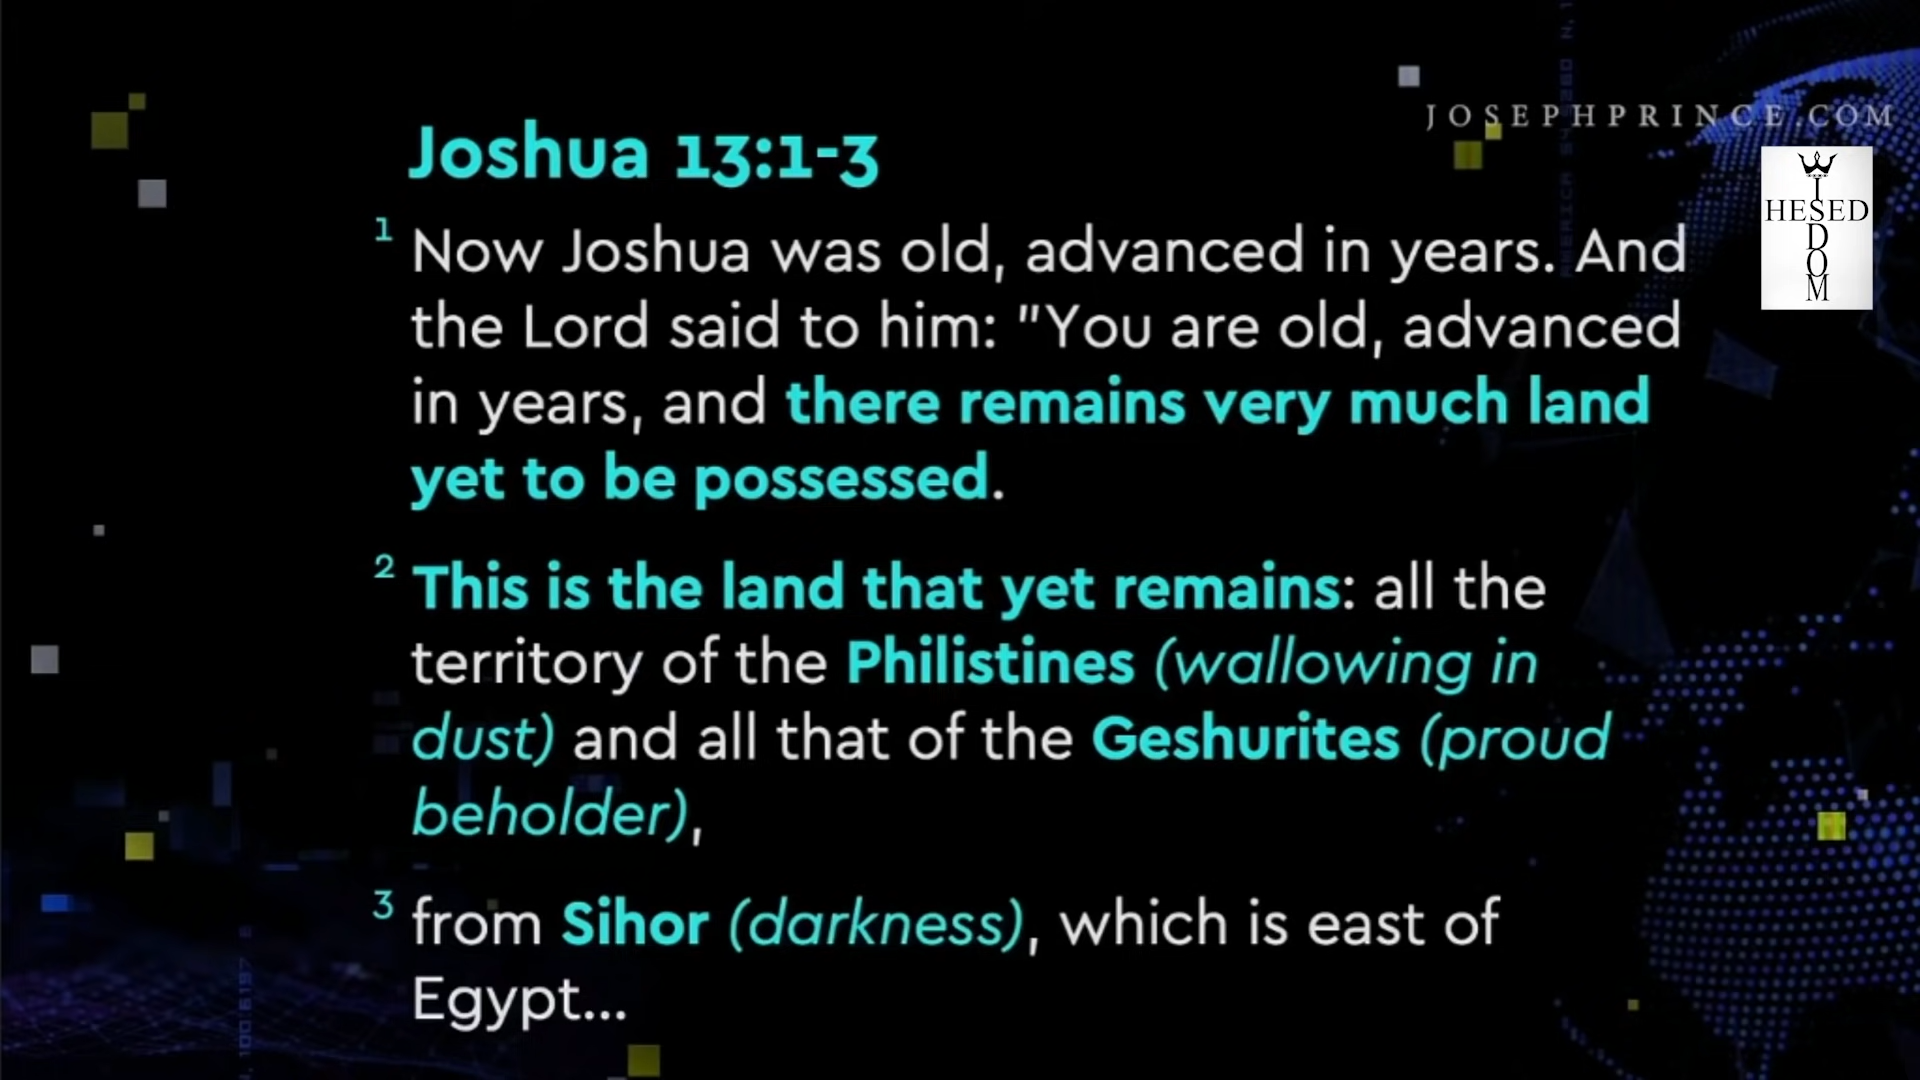 JOSEPHPRINCE.COM
WISDOM
HESED
Joshua 13:1-3
1 Now Joshua was old, advanced in years. And
the Lord said to him: "You are old, advanced
in years, and there remains very much land
yet to be possessed.
2 This is the land that yet remains: all the
territory of the Philistines (wallowing in
dust) and all that of the Geshurites (proud
beholder),
3 from Sihor (darkness), which is east of
Egypt...